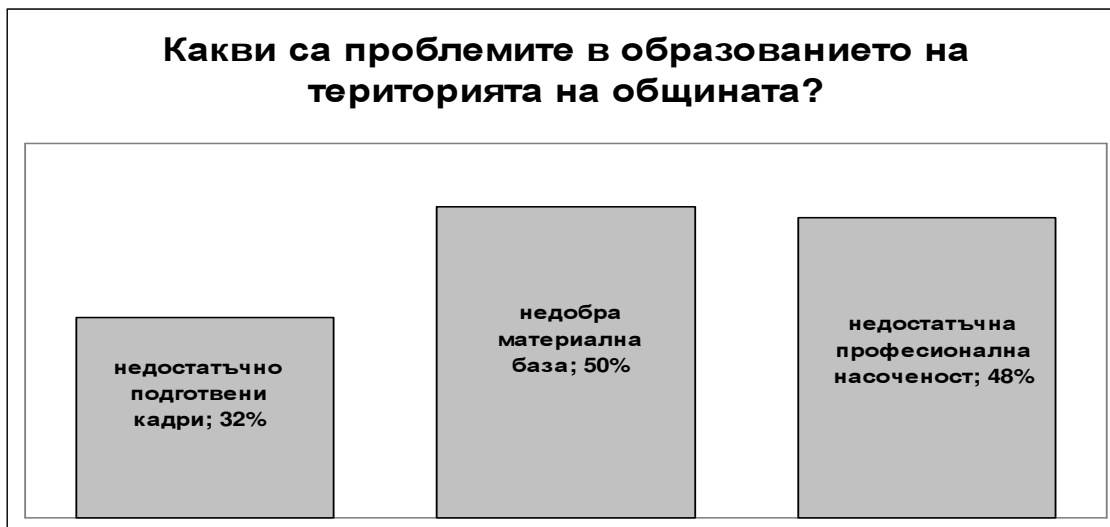 Какви са проблемите в образованието на
територията на общината?
недостатъчно
подготвени
кадри; 32%
недобра
материална
база; 50%
недостатъчна
професионална
насоченост; 48%